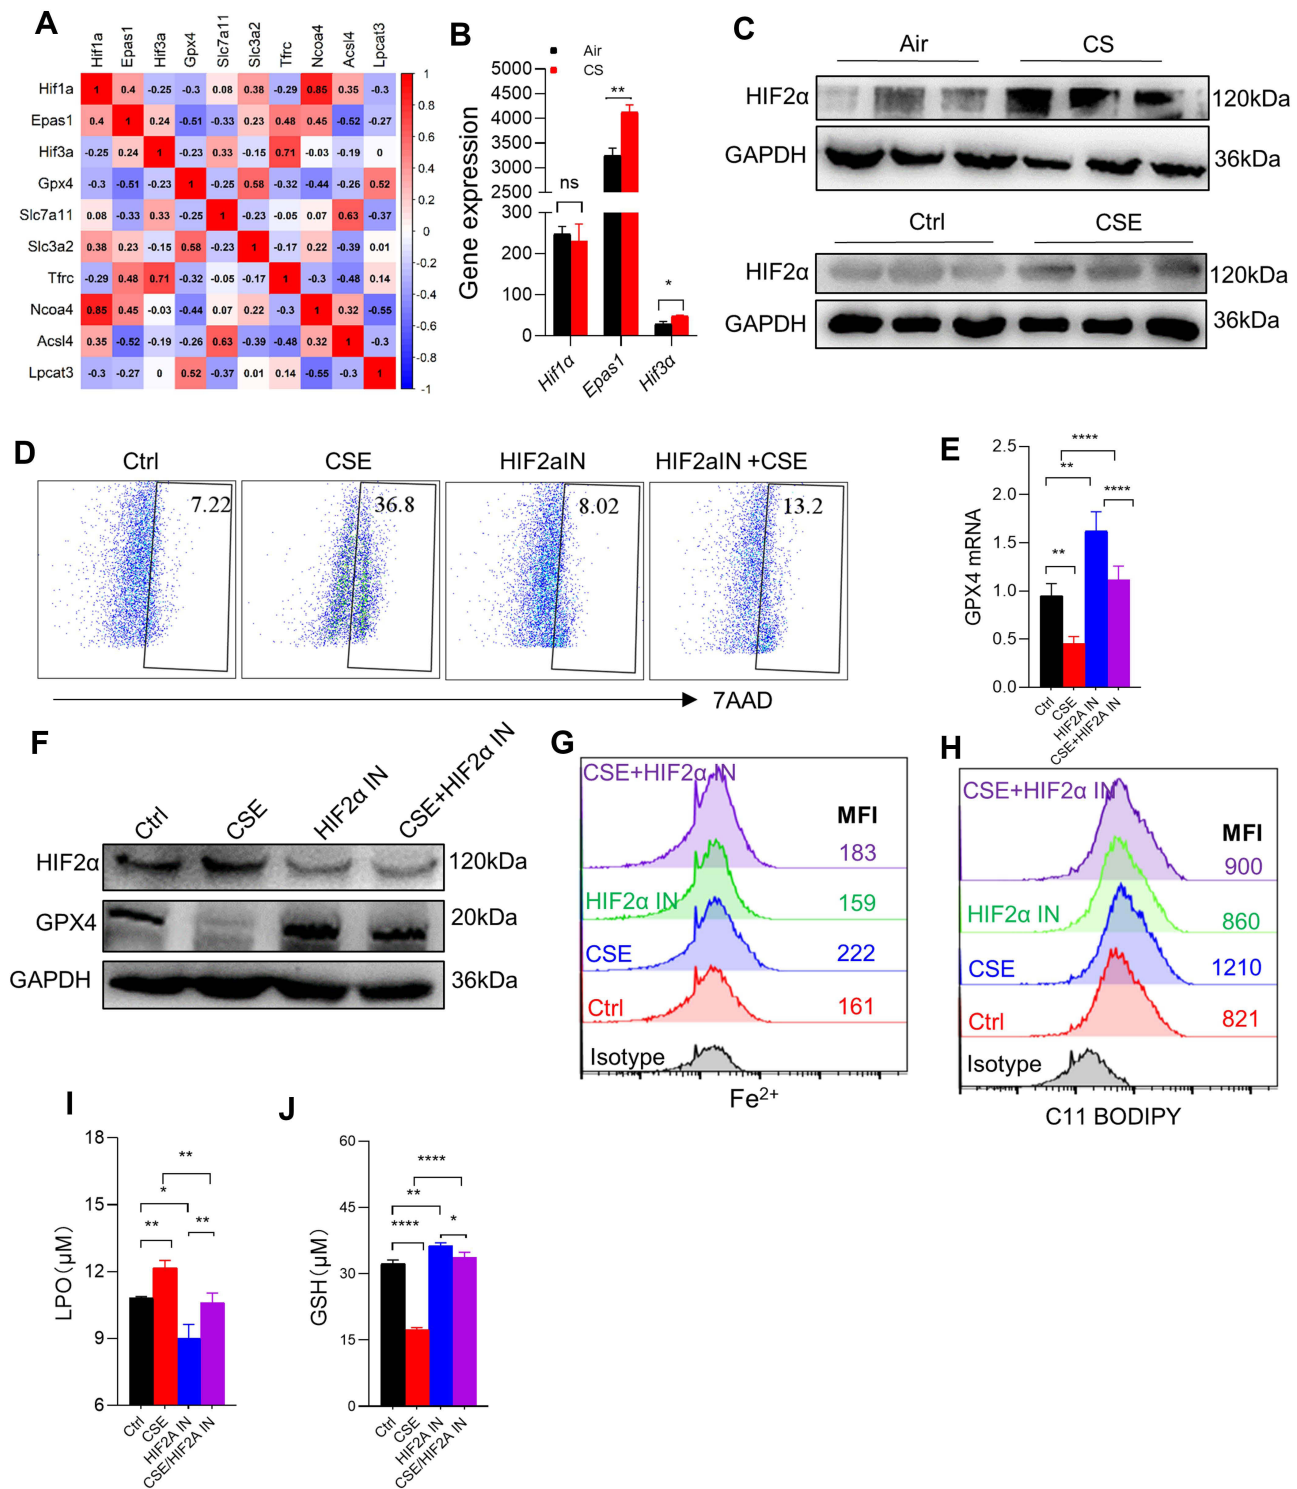 A
Hif1a Epas1 Hif3a Gpx4 Slc7a11 Slc3a2 Tfrc Ncoa4 Acsl4 Lpcat3
Hif1a 1 0.4 -0.25 -0.3 0.08 0.38 -0.29 0.85 0.35 -0.3
Epas1 0.4 1 0.24 -0.51 -0.33 0.23 0.48 0.45 -0.52 -0.27
Hif3a -0.25 0.24 1 -0.23 0.33 -0.15 0.71 -0.03 -0.19 0
Gpx4 -0.3 -0.51 -0.23 1 -0.25 0.58 -0.32 -0.44 -0.26 0.52
Slc7a11 0.08 -0.33 0.33 -0.25 1 -0.23 -0.05 0.07 0.63 -0.37
Slc3a2 0.38 0.23 -0.15 0.58 -0.23 1 -0.17 0.22 -0.39 0.01
Tfrc -0.29 0.48 0.71 -0.32 -0.05 -0.17 1 -0.3 -0.48 0.14
Ncoa4 0.85 0.45 -0.03 -0.44 0.07 0.22 -0.3 1 0.32 -0.55
Acsl4 0.35 -0.52 -0.19 -0.26 0.63 -0.39 -0.48 0.32 1 -0.3
Lpcat3 -0.3 -0.27 0 0.52 -0.37 0.01 0.14 -0.55 -0.3 1
1
0.8
0.6
0.4
0.2
0
-0.2
-0.4
-0.6
-0.8
-1
B
Air
CS
Gene expression
5000
4500
4000
3500
3000
2500
300
200
100
0
ns
**
*
Hif1α Epas1 Hif3α
C
Air CS
HIF2α 120kDa
GAPDH 36kDa
Ctrl CSE
HIF2α 120kDa
GAPDH 36kDa
D
Ctrl CSE HIF2aIN HIF2aIN +CSE
7.22 36.8 8.02 13.2
7AAD
E
GPX4 mRNA
2.5
2.0
1.5
1.0
0.5
0.0
****
**
****
**
Ctrl
CSE
HIF2A IN
CSE+HIF2A IN
F
Ctrl CSE HIF2α IN CSE+HIF2α IN
HIF2α 120kDa
GPX4 20kDa
GAPDH 36kDa
G
CSE+HIF2α IN
MFI
183
HIF2α IN 159
CSE 222
Ctrl 161
Isotype
Fe2+
H
CSE+HIF2α IN
MFI
900
HIF2α IN 860
CSE 1210
Ctrl 821
Isotype
C11 BODIPY
I
LPO(μM)
18
15
12
9
6
**
*
**
**
Ctrl
CSE
HIF2A IN
CSE/HIF2A IN
J
GSH(μM)
60
45
30
15
0
****
**
****
*
Ctrl
CSE
HIF2A IN
CSE/HIF2A IN